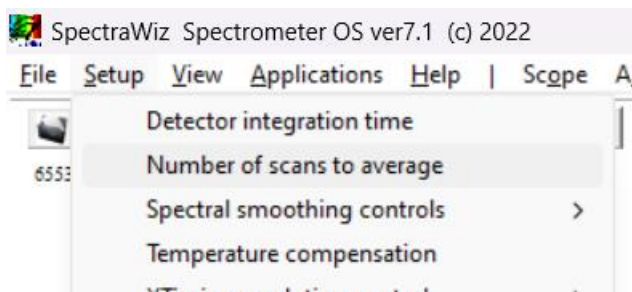 SpectraWiz Spectrometer OS ver7.1 (c) 2022
File Setup View Applications Help | Scope A
Detector integration time
6553
Number of scans to average
Spectral smoothing controls >
Temperature compensation